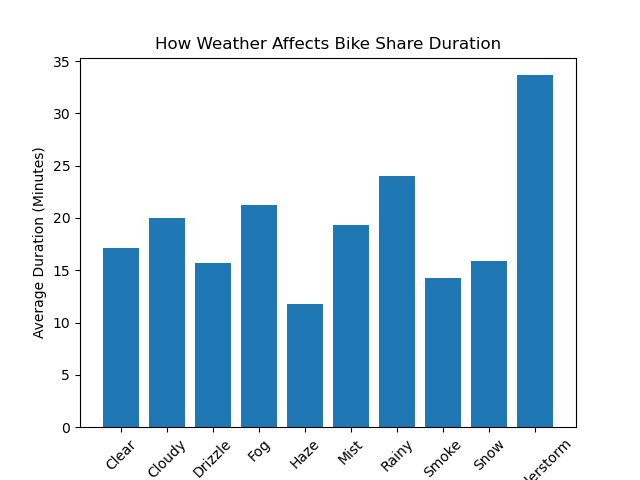 How Weather Affects Bike Share Duration
Average Duration (Minutes)
35
30
25
20
15
10
5
0
Clear
Cloudy
Drizzle
Fog
Haze
Mist
Rainy
Smoke
Snow